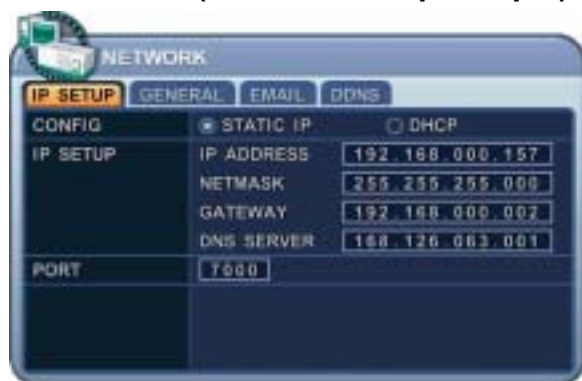 NETWORK
IP SETUP GENERAL EMAIL DDNS
CONFIG STATIC IP DHCP
IP SETUP IP ADDRESS 192.168.000.157
NETMASK 255.255.255.000
GATEWAY 192.168.000.002
DNS SERVER 168.126.063.001
PORT 7000